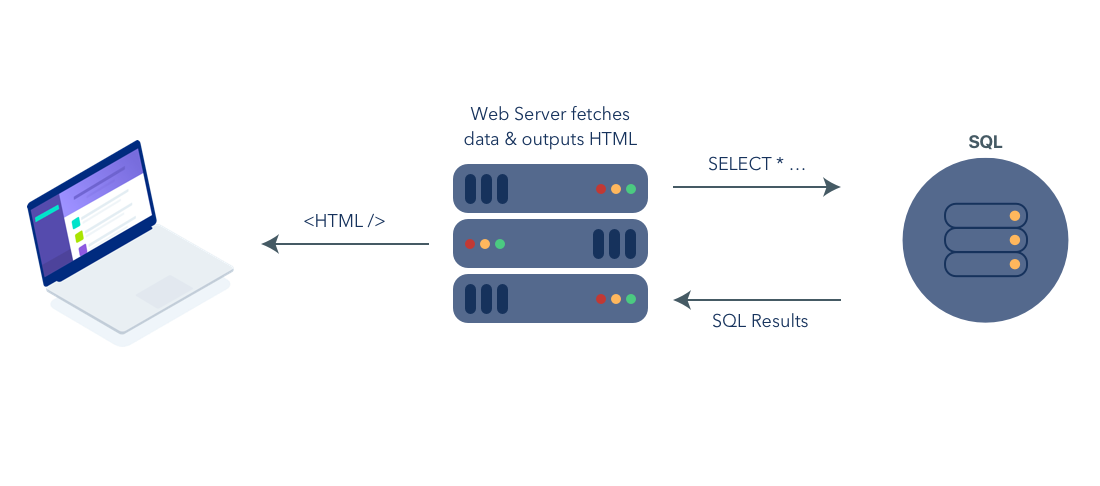 Web Server fetches
data & outputs HTML
SQL
SELECT * …
<HTML />
SQL Results